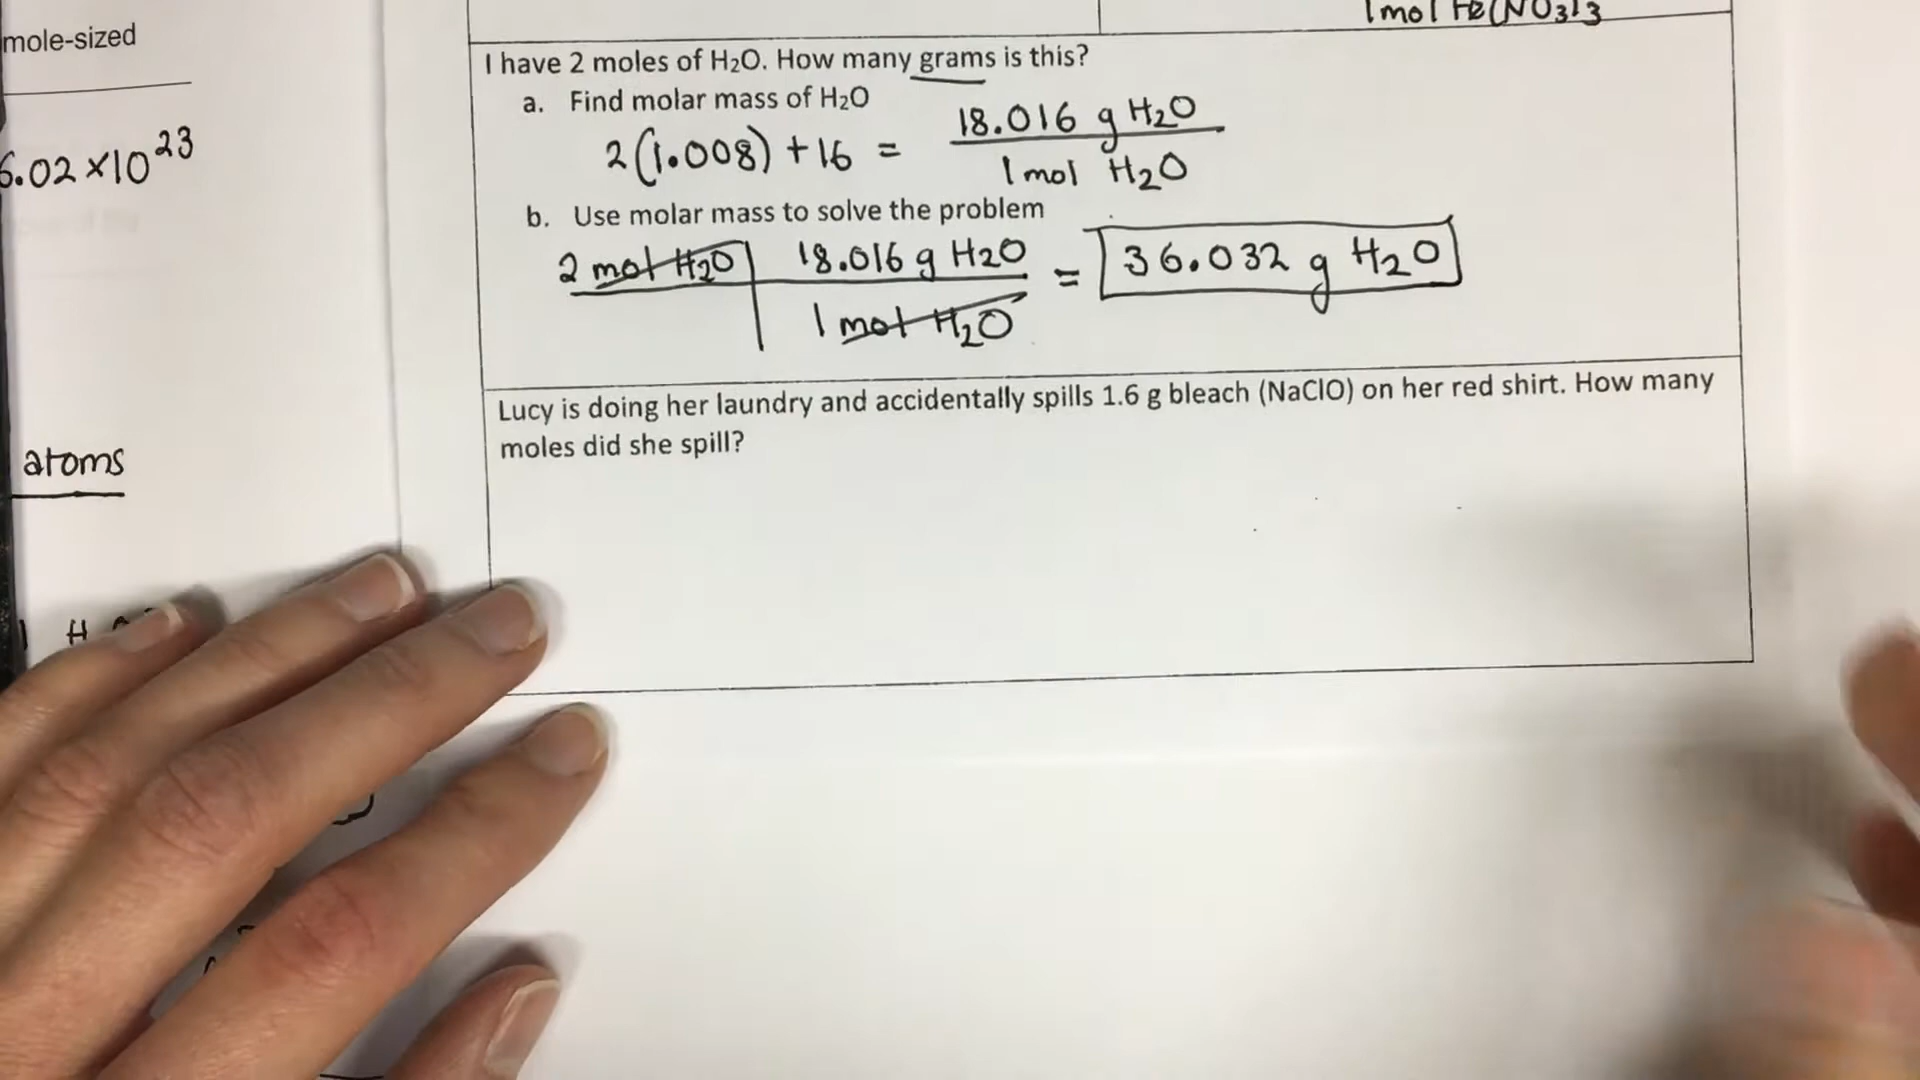 mole-sized
6.02 ×10^23
atoms
1 mol Fe(NO3)3
I have 2 moles of H₂O. How many grams is this?
a. Find molar mass of H₂O
2(1.008) + 16 = 18.016 g H₂O
1 mol H₂O
b. Use molar mass to solve the problem
2 mol H₂O | 18.016 g H₂O = 36.032 g H₂O
1 mol H₂O
Lucy is doing her laundry and accidentally spills 1.6 g bleach (NaClO) on her red shirt. How many
moles did she spill?